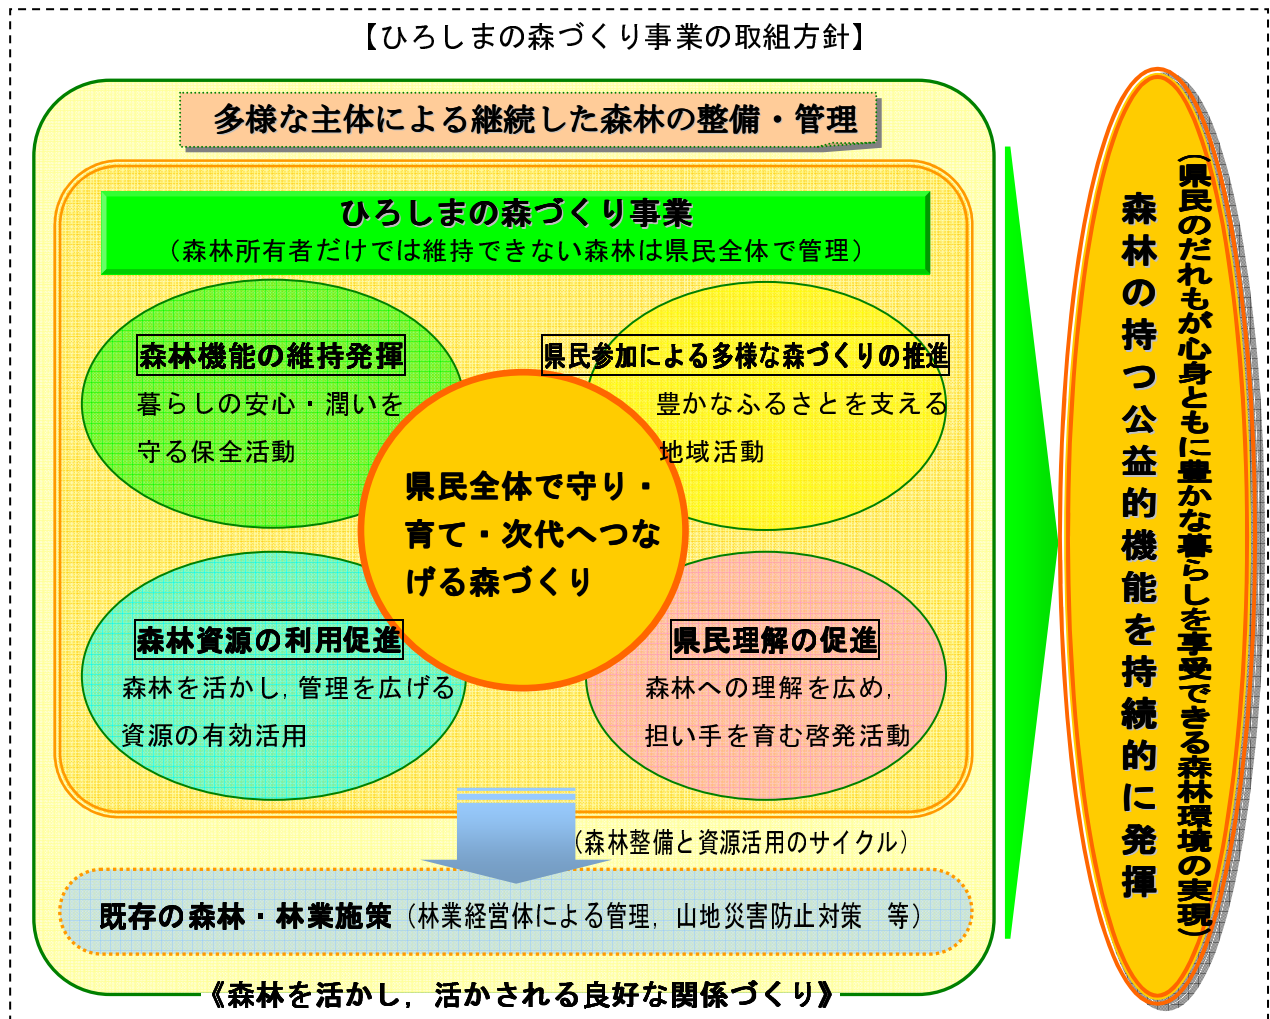 【ひろしまの森づくり事業の取組方針】
多様な主体による継続した森林の整備・管理
ひろしまの森づくり事業
（森林所有者だけでは維持できない森林は県民全体で管理）
森林機能の維持発揮
暮らしの安心・潤いを
守る保全活動
県民参加による多様な森づくりの推進
豊かなふるさとを支える
地域活動
県民全体で守り・
育て・次代へつな
げる森づくり
森林資源の利用促進
森林を活かし，管理を広げる
資源の有効活用
県民理解の促進
森林への理解を広め，
担い手を育む啓発活動
（森林整備と資源活用のサイクル）
既存の森林・林業施策（林業経営体による管理，山地災害防止対策　等）
《森林を活かし，活かされる良好な関係づくり》
（県民のだれもが心身ともに豊かな暮らしを享受できる森林環境の実現）
森林の持つ公益的機能を持続的に発揮